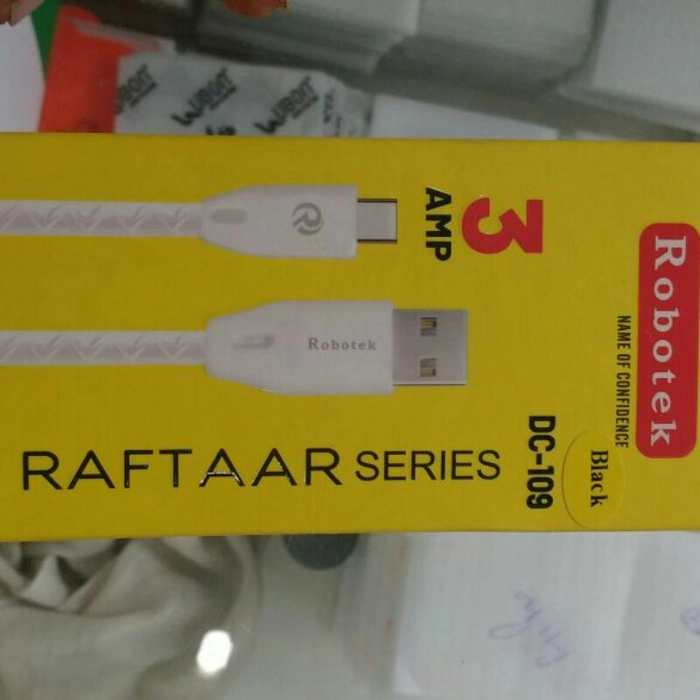 Robotek
NAME OF CONFIDENCE
3
AMP
Black
DC-109
Robotek
RAFTAAR SERIES